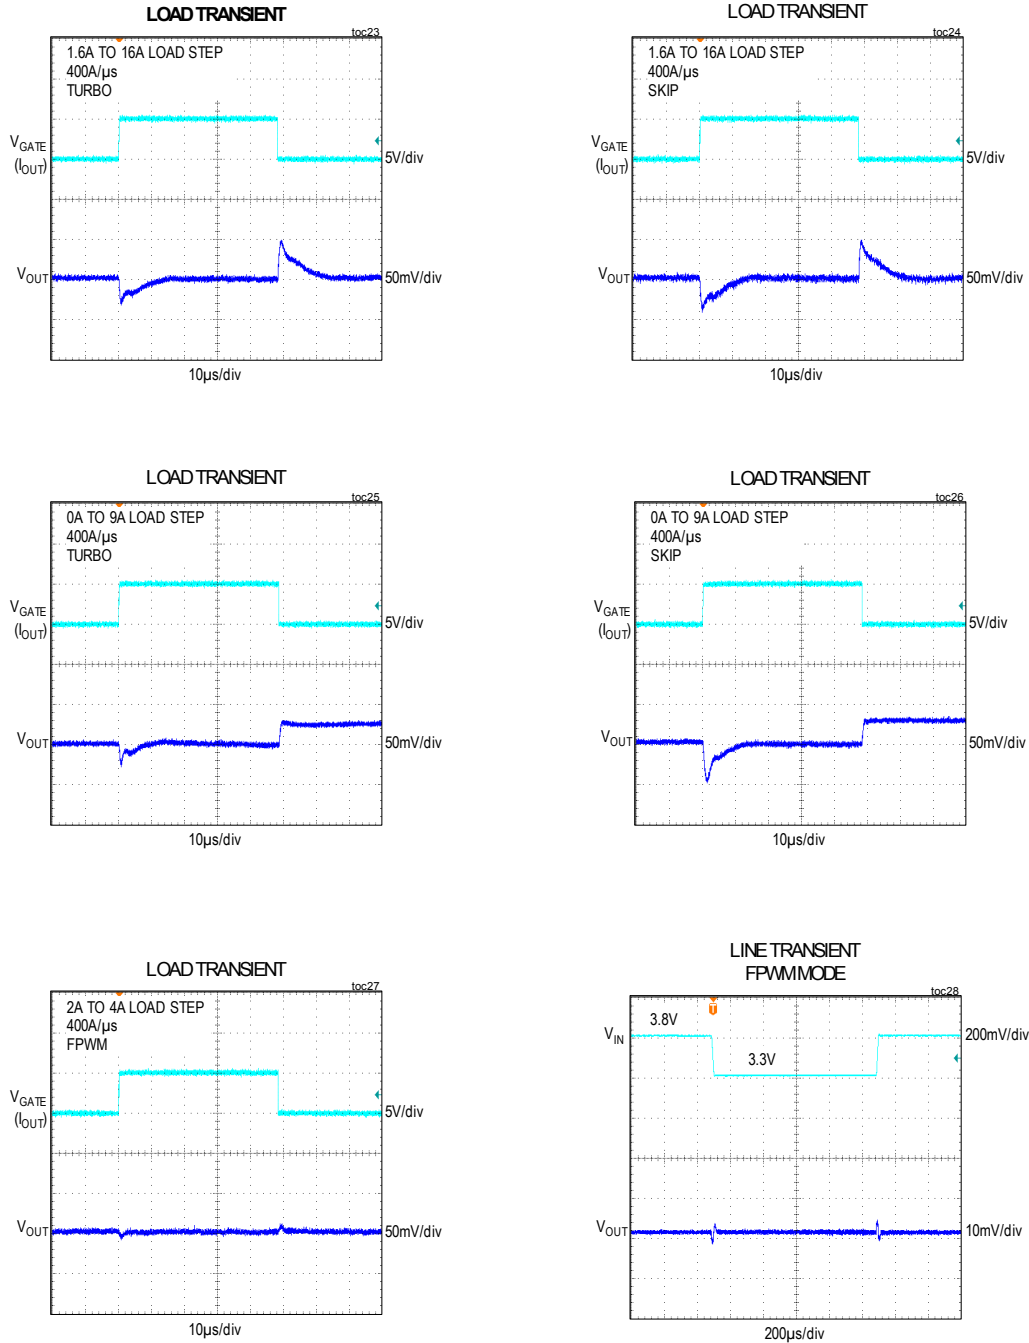 LOAD TRANSIENT
toc23
1.6A TO 16A LOAD STEP
400A/µs
TURBO
VGATE
(IOUT)
5V/div
VOUT
50mV/div
10µs/div
LOAD TRANSIENT
toc24
1.6A TO 16A LOAD STEP
400A/µs
SKIP
VGATE
(IOUT)
5V/div
VOUT
50mV/div
10µs/div
LOAD TRANSIENT
toc25
0A TO 9A LOAD STEP
400A/µs
TURBO
VGATE
(IOUT)
5V/div
VOUT
50mV/div
10µs/div
LOAD TRANSIENT
toc26
0A TO 9A LOAD STEP
400A/µs
SKIP
VGATE
(IOUT)
5V/div
VOUT
50mV/div
10µs/div
LOAD TRANSIENT
toc27
2A TO 4A LOAD STEP
400A/µs
FPWM
VGATE
(IOUT)
5V/div
VOUT
50mV/div
10µs/div
LINE TRANSIENT
FPWM MODE
toc28
T
3.8V
VIN
200mV/div
3.3V
VOUT
10mV/div
200µs/div